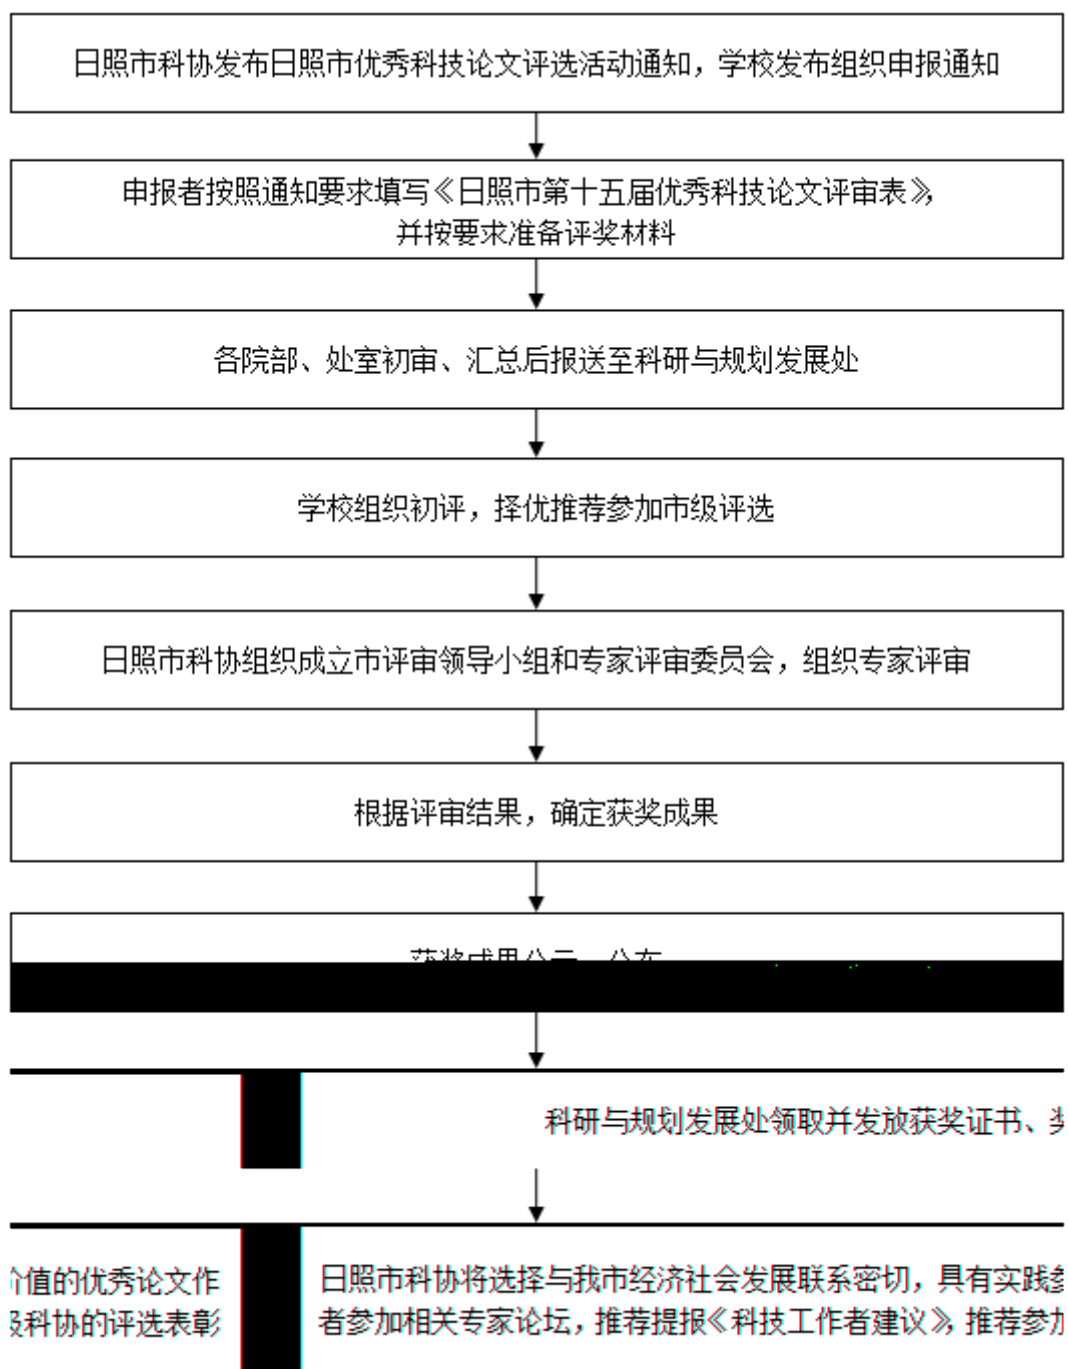 日照市科协发布日照市优秀科技论文评选活动通知，学校发布组织申报通知
申报者按照通知要求填写《日照市第十五届优秀科技论文评审表》，
并按要求准备评奖材料
各院部、处室初审、汇总后报送至科研与规划发展处
学校组织初评，择优推荐参加市级评选
日照市科协组织成立市评审领导小组和专家评审委员会，组织专家评审
根据评审结果，确定获奖成果
获奖成果公示、公布
科研与规划发展处领取并发放获奖证书、
价值的优秀论文作
级科协的评选表彰
日照市科协将选择与我市经济社会发展联系密切，具有实践参
者参加相关专家论坛，推荐提报《科技工作者建议》，推荐参加